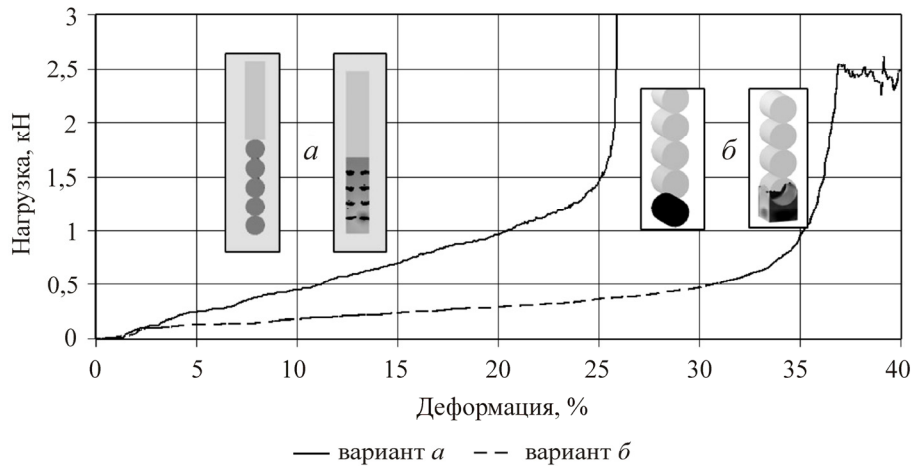 Нагрузка, кН
3
2,5
2
1,5
1
0,5
0
а
б
0 5 10 15 20 25 30 35 40
Деформация, %
вариант а вариант б